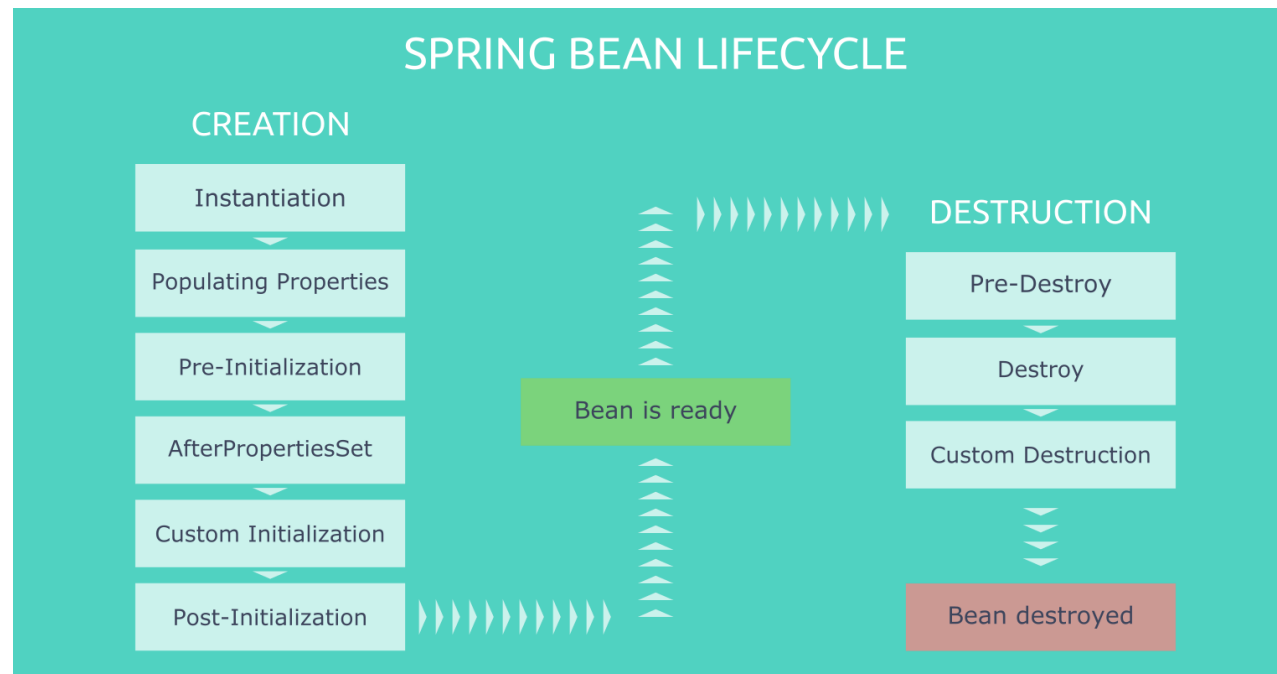 SPRING BEAN LIFECYCLE
CREATION
Instantiation
Populating Properties
Pre-Initialization
AfterPropertiesSet
Custom Initialization
Post-Initialization
Bean is ready
DESTRUCTION
Pre-Destroy
Destroy
Custom Destruction
Bean destroyed